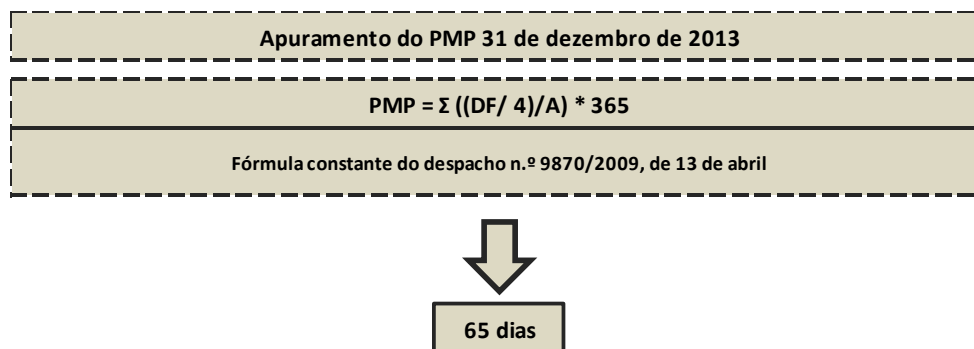 Apuramento do PMP 31 de dezembro de 2013
PMP = Σ ((DF/ 4)/A) * 365
Fórmula constante do despacho n.º 9870/2009, de 13 de abril
65 dias